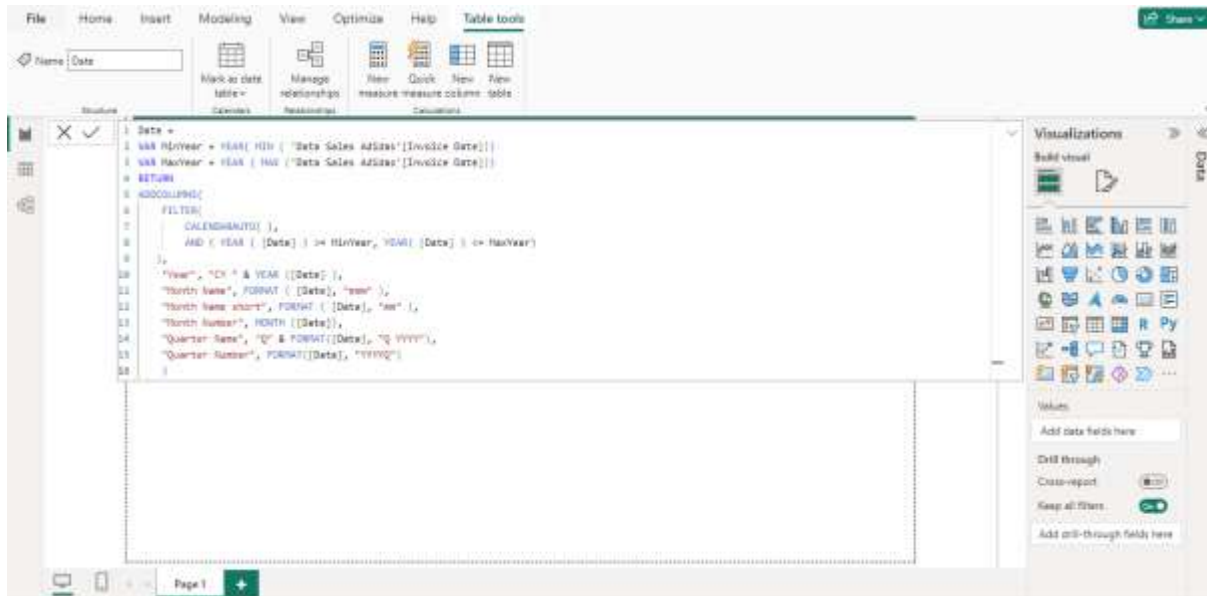 File Home Insert Modeling View Optimize Help Table tools
Share
Name Date
Mark as date table
Manage relationships
New measure
Quick measure
New column
New table
Structure Calendars Relationships Calculations
1 Date =
2 VAR MinYear = YEAR( MIN ( 'Data Sales Adidas'[Invoice Date]))
3 VAR MaxYear = YEAR ( MAX ('Data Sales Adidas'[Invoice Date]))
4 RETURN
5 ADDCOLUMNS(
6 FILTER(
7 CALENDARAUTO( ),
8 AND ( YEAR ( [Date] ) >= MinYear, YEAR( [Date] ) <= MaxYear)
9 ),
10 "Year", "CY " & YEAR ([Date] ),
11 "Month Name", FORMAT ( [Date], "mmm" ),
12 "Month Name short", FORMAT ( [Date], "mm" ),
13 "Month Number", MONTH ([Date]),
14 "Quarter Name", "Q" & FORMAT([Date], "Q YYYY"),
15 "Quarter Number", FORMAT([Date], "YYYYQ")
16 )
Visualizations
Data
Build visual
R Py
Values
Add data fields here
Drill through
Cross-report
Keep all filters On
Add drill-through fields here
Page 1 +